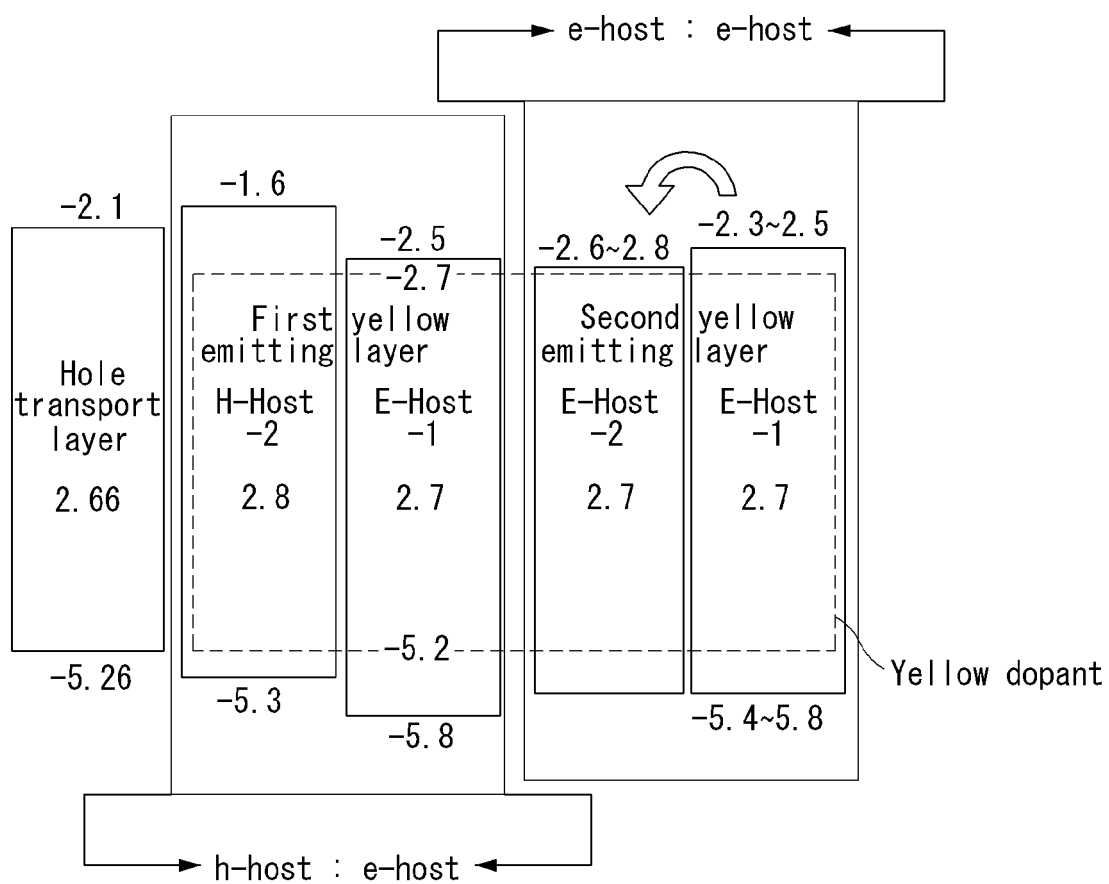 e-host : e-host
-1.6
-2.1
-2.5
-2.7
-2.6~2.8
-2.3~2.5
First yellow
emitting layer
Second yellow
emitting layer
Hole
transport
layer
H-Host
-2
E-Host
-1
E-Host
-2
E-Host
-1
2.66
2.8
2.7
2.7
2.7
-5.2
-5.26
-5.3
-5.8
-5.4~5.8
Yellow dopant
h-host : e-host